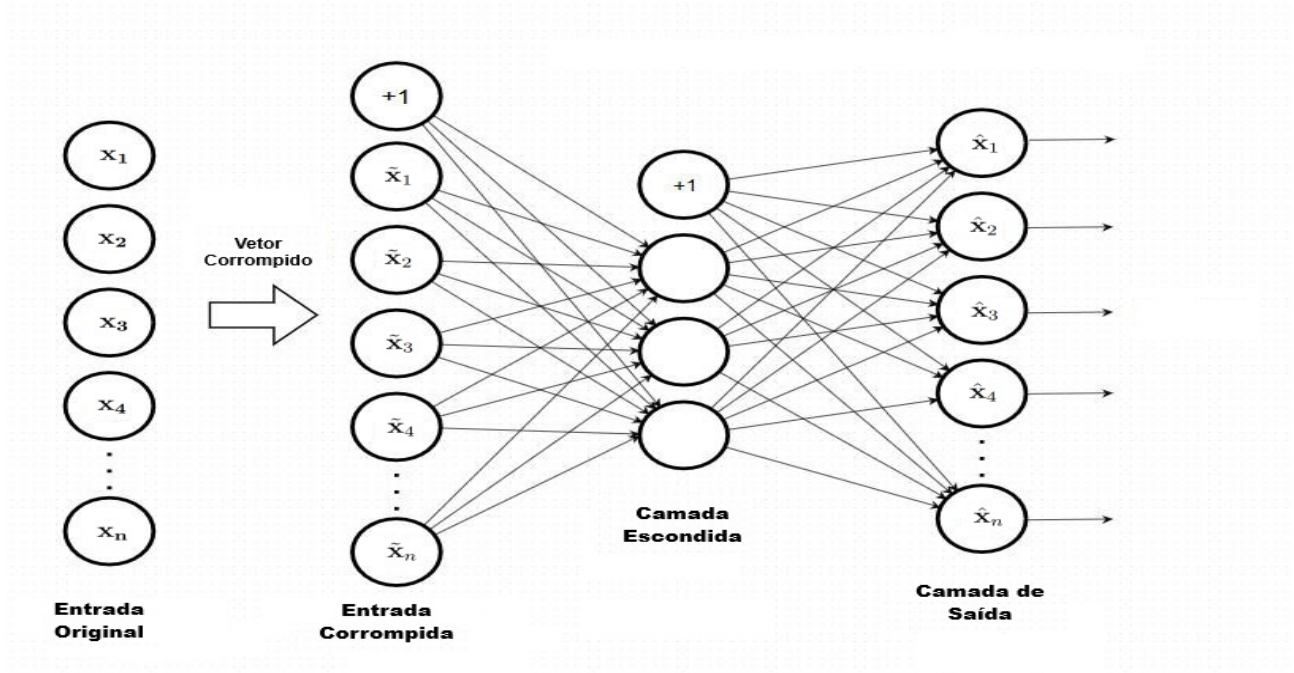 x₁
x₂
x₃
x₄
xₙ
Entrada
Original
Vetor
Corrompido
+1
x̃₁
x̃₂
x̃₃
x̃₄
x̃ₙ
Entrada
Corrompida
+1
Camada
Escondida
x̂₁
x̂₂
x̂₃
x̂₄
x̂ₙ
Camada de
Saída